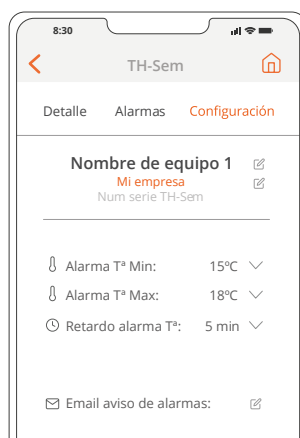 8:30
TH-Sem
Detalle Alarmas Configuración
Nombre de equipo 1
Mi empresa
Num serie TH-Sem
Alarma Tª Min: 15ºC
Alarma Tª Max: 18ºC
Retardo alarma Tª: 5 min
Email aviso de alarmas: